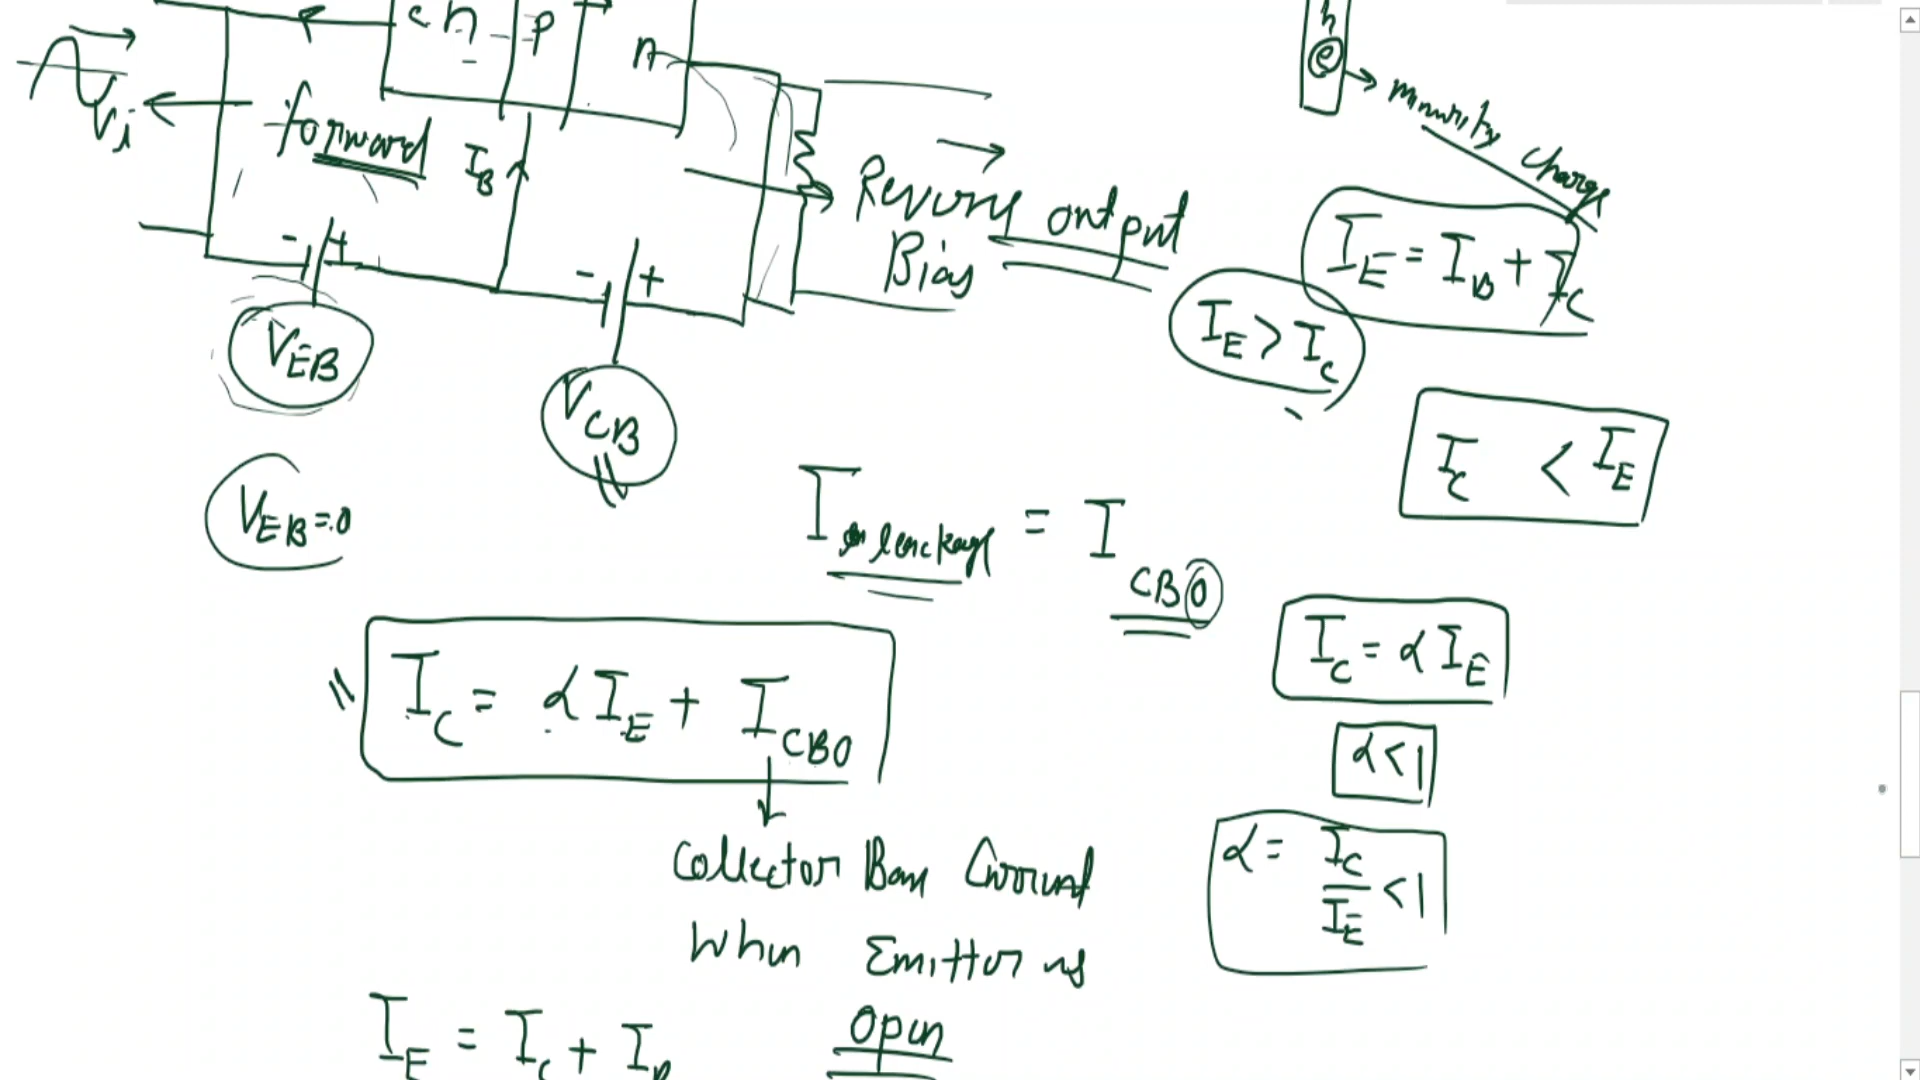 n - p
n
h
e
Vi
forward
IB
minority charge
Reverse output
Bias
IE = IB + IC
IE > IC
- +
- +
VEB
VCB
IC < IE
VEB = 0
I leackage = ICBO
IC = αIE
IC = αIE + ICBO
α<1
α = IC/IE <1
Collector Base Current
When Emitter is
Open
IE = IC + IB